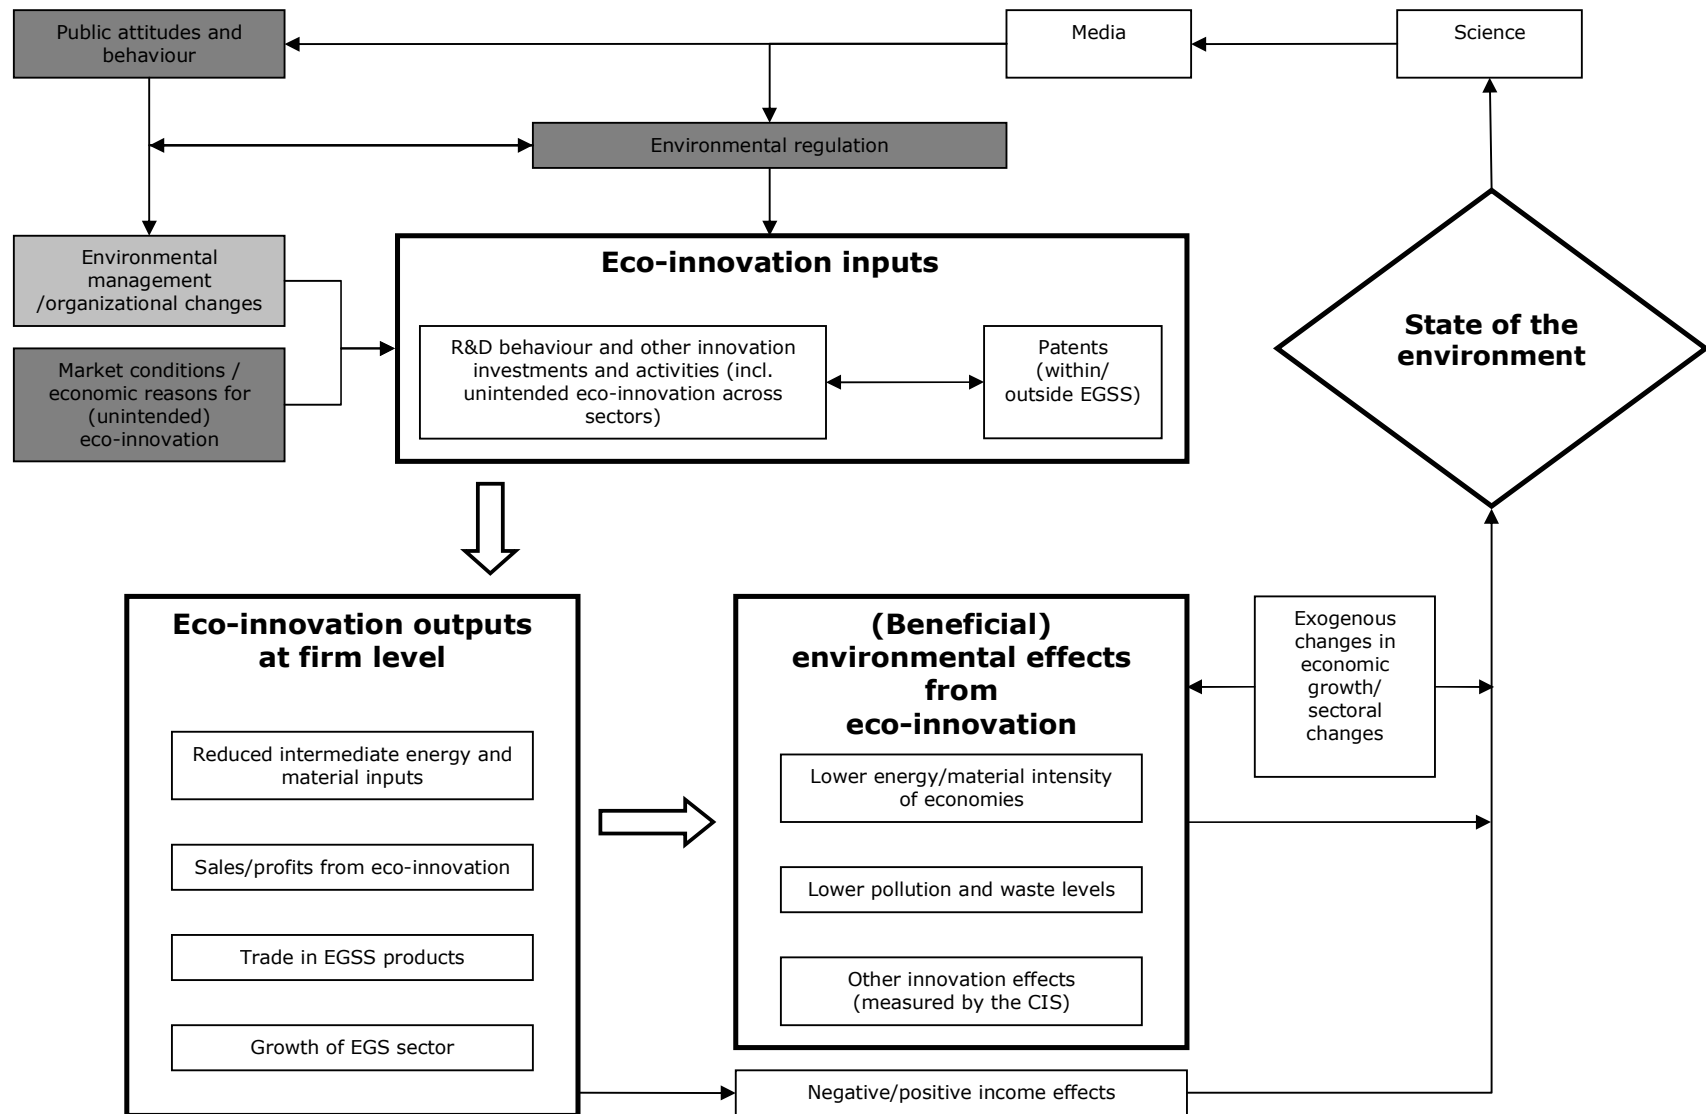 Public attitudes and
behaviour
Media
Science
Environmental regulation
Environmental
management
/organizational changes
Market conditions /
economic reasons for
(unintended)
eco-innovation
Eco-innovation inputs
R&D behaviour and other innovation
investments and activities (incl.
unintended eco-innovation across
sectors)
Patents
(within/
outside EGSS)
State of the
environment
Eco-innovation outputs
at firm level
Reduced intermediate energy and
material inputs
Sales/profits from eco-innovation
Trade in EGSS products
Growth of EGS sector
(Beneficial)
environmental effects
from
eco-innovation
Lower energy/material intensity
of economies
Lower pollution and waste levels
Other innovation effects
(measured by the CIS)
Exogenous
changes in
economic
growth/
sectoral
changes
Negative/positive income effects